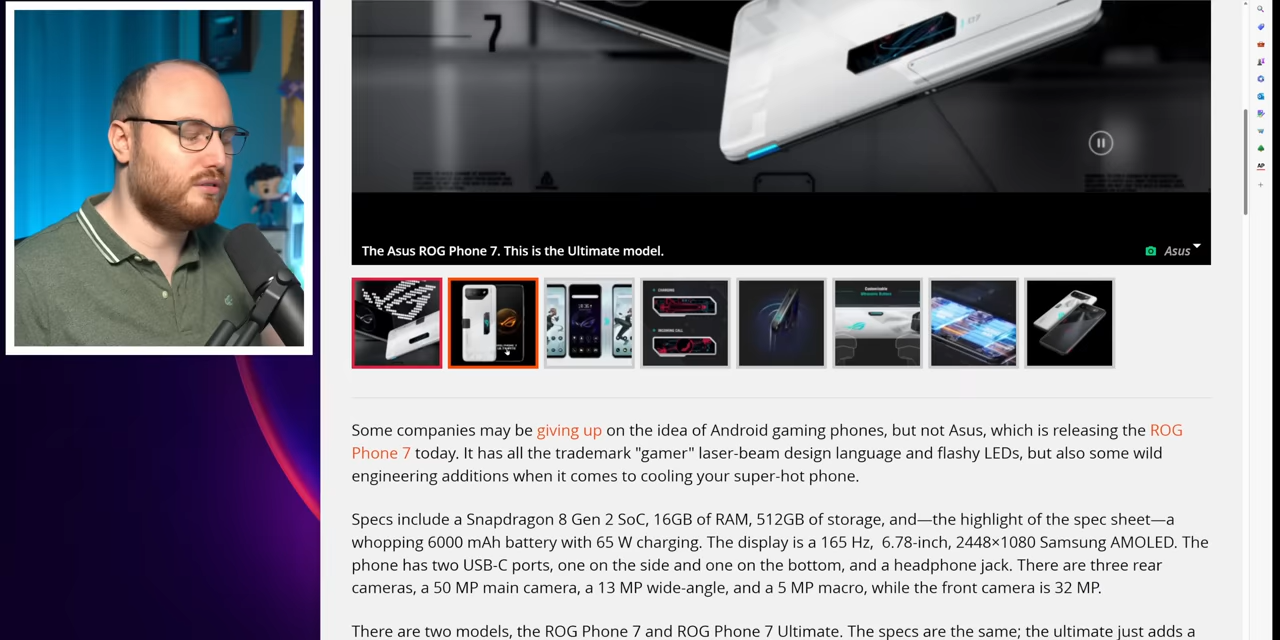 7
The Asus ROG Phone 7. This is the Ultimate model.
Asus
Some companies may be giving up on the idea of Android gaming phones, but not Asus, which is releasing the ROG
Phone 7 today. It has all the trademark "gamer" laser-beam design language and flashy LEDs, but also some wild
engineering additions when it comes to cooling your super-hot phone.
Specs include a Snapdragon 8 Gen 2 SoC, 16GB of RAM, 512GB of storage, and—the highlight of the spec sheet—a
whopping 6000 mAh battery with 65 W charging. The display is a 165 Hz, 6.78-inch, 2448×1080 Samsung AMOLED. The
phone has two USB-C ports, one on the side and one on the bottom, and a headphone jack. There are three rear
cameras, a 50 MP main camera, a 13 MP wide-angle, and a 5 MP macro, while the front camera is 32 MP.
There are two models, the ROG Phone 7 and ROG Phone 7 Ultimate. The specs are the same; the ultimate just adds a